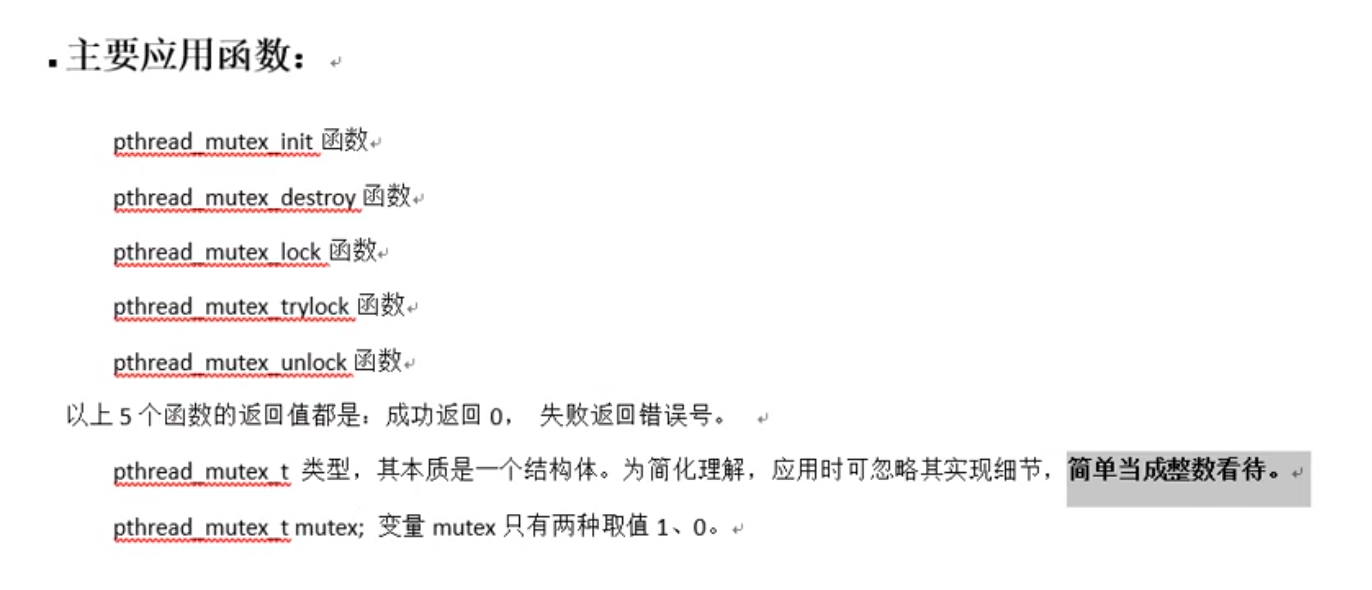 主要应用函数：
pthread_mutex_init 函数
pthread_mutex_destroy 函数
pthread_mutex_lock 函数
pthread_mutex_trylock 函数
pthread_mutex_unlock 函数
以上 5 个函数的返回值都是：成功返回 0， 失败返回错误号。
pthread_mutex_t 类型，其本质是一个结构体。为简化理解，应用时可忽略其实现细节，简单当成整数看待。
pthread_mutex_t mutex; 变量 mutex 只有两种取值 1、0。